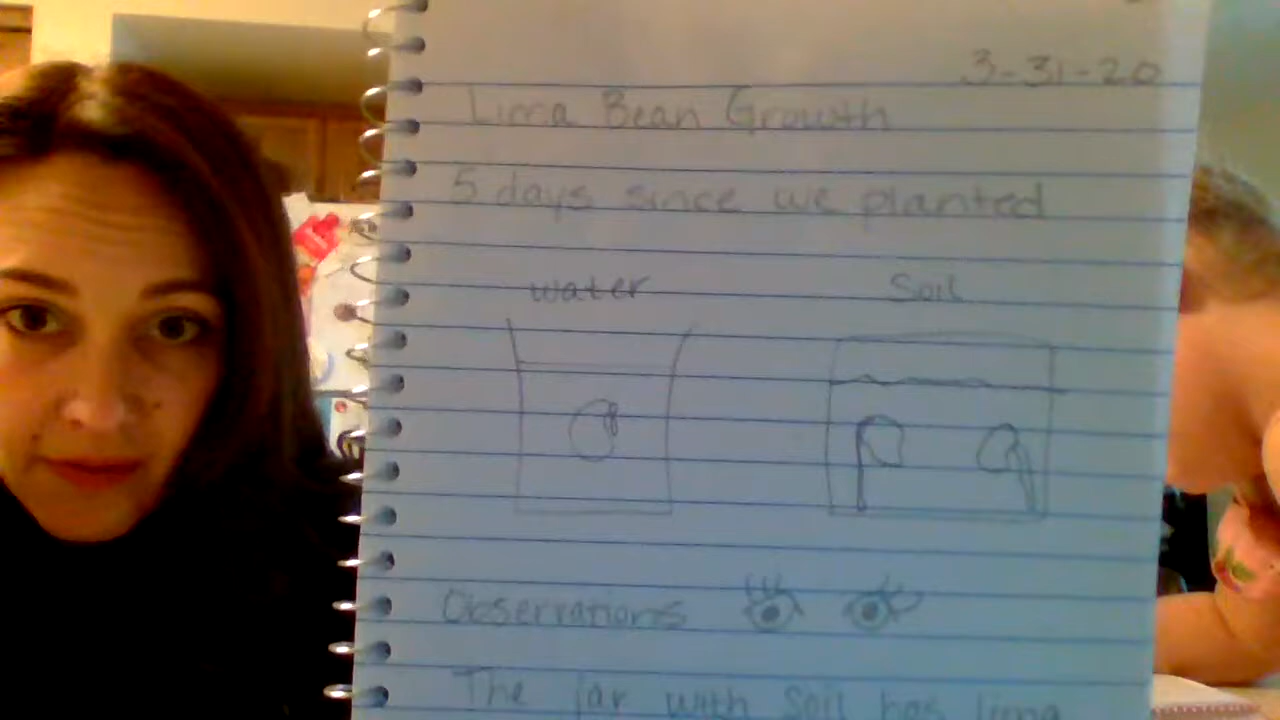 3-31-20
Lima Bean Growth
5 days since we planted
water Soil
Observations
The jar with Soil has lima